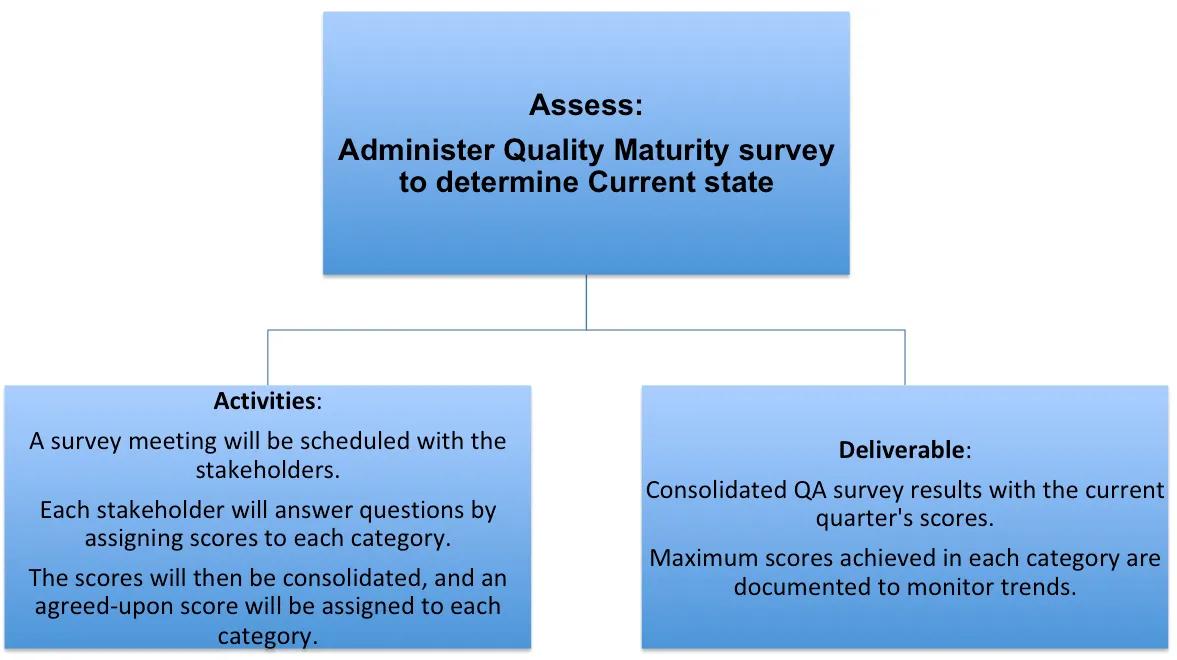 Assess:
Administer Quality Maturity survey
to determine Current state
Activities:
A survey meeting will be scheduled with the
stakeholders.
Each stakeholder will answer questions by
assigning scores to each category.
The scores will then be consolidated, and an
agreed-upon score will be assigned to each
category.
Deliverable:
Consolidated QA survey results with the current
quarter's scores.
Maximum scores achieved in each category are
documented to monitor trends.